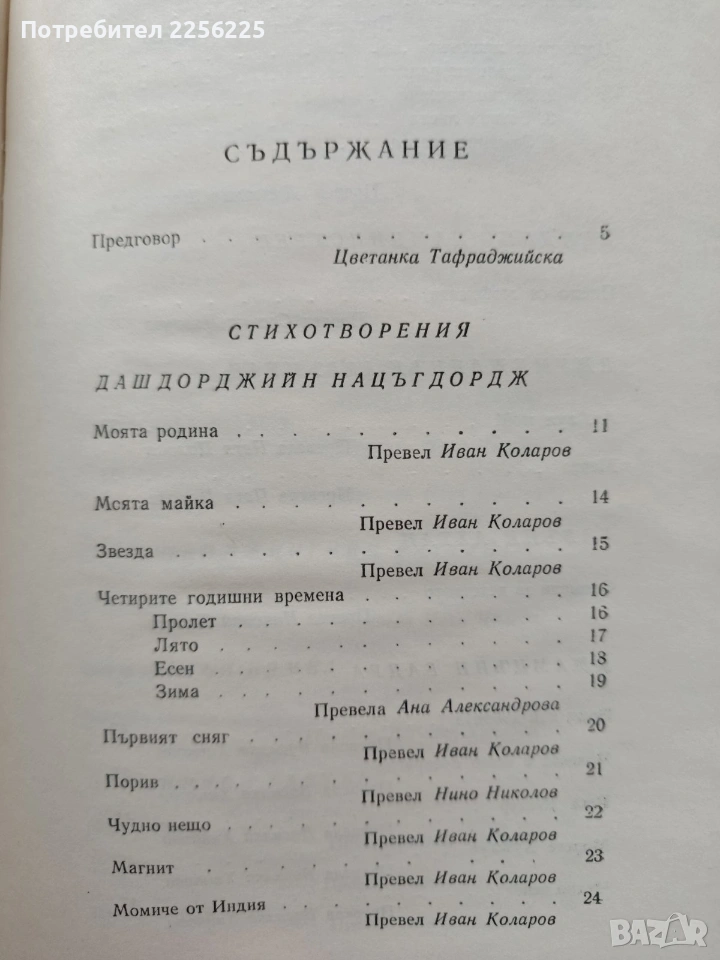 Потребител 2256225
СЪДЪРЖАНИЕ
Предговор . . . . . . . . . . . . . 5
Цветанка Тафраджийска
СТИХОТВОРЕНИЯ
ДАШДОРДЖИЙН НАЦЪГДОРДЖ
Моята родина . . . . . . . . . . . 11
Превел Иван Коларов
Мсята майка . . . . . . . . . . . 14
Превел Иван Коларов
Звезда . . . . . . . . . . . . . 15
Превел Иван Коларов
Четирите годишни времена . . . . . . . 16
Пролет . . . . . . . . . . . 16
Лято . . . . . . . . . . . . 17
Есен . . . . . . . . . . . . 18
Зима . . . . . . . . . . . . 19
Превела Ана Александрова
Първият сняг . . . . . . . . . . . 20
Превел Иван Коларов
Порив . . . . . . . . . . . . . 21
Превел Нино Николов
Чудно нещо . . . . . . . . . . . 22
Превел Иван Коларов
Магнит . . . . . . . . . . . . 23
Превел Иван Коларов
Момиче от Индия . . . . . . . . . 24
Превел Иван Коларов
BAZAR